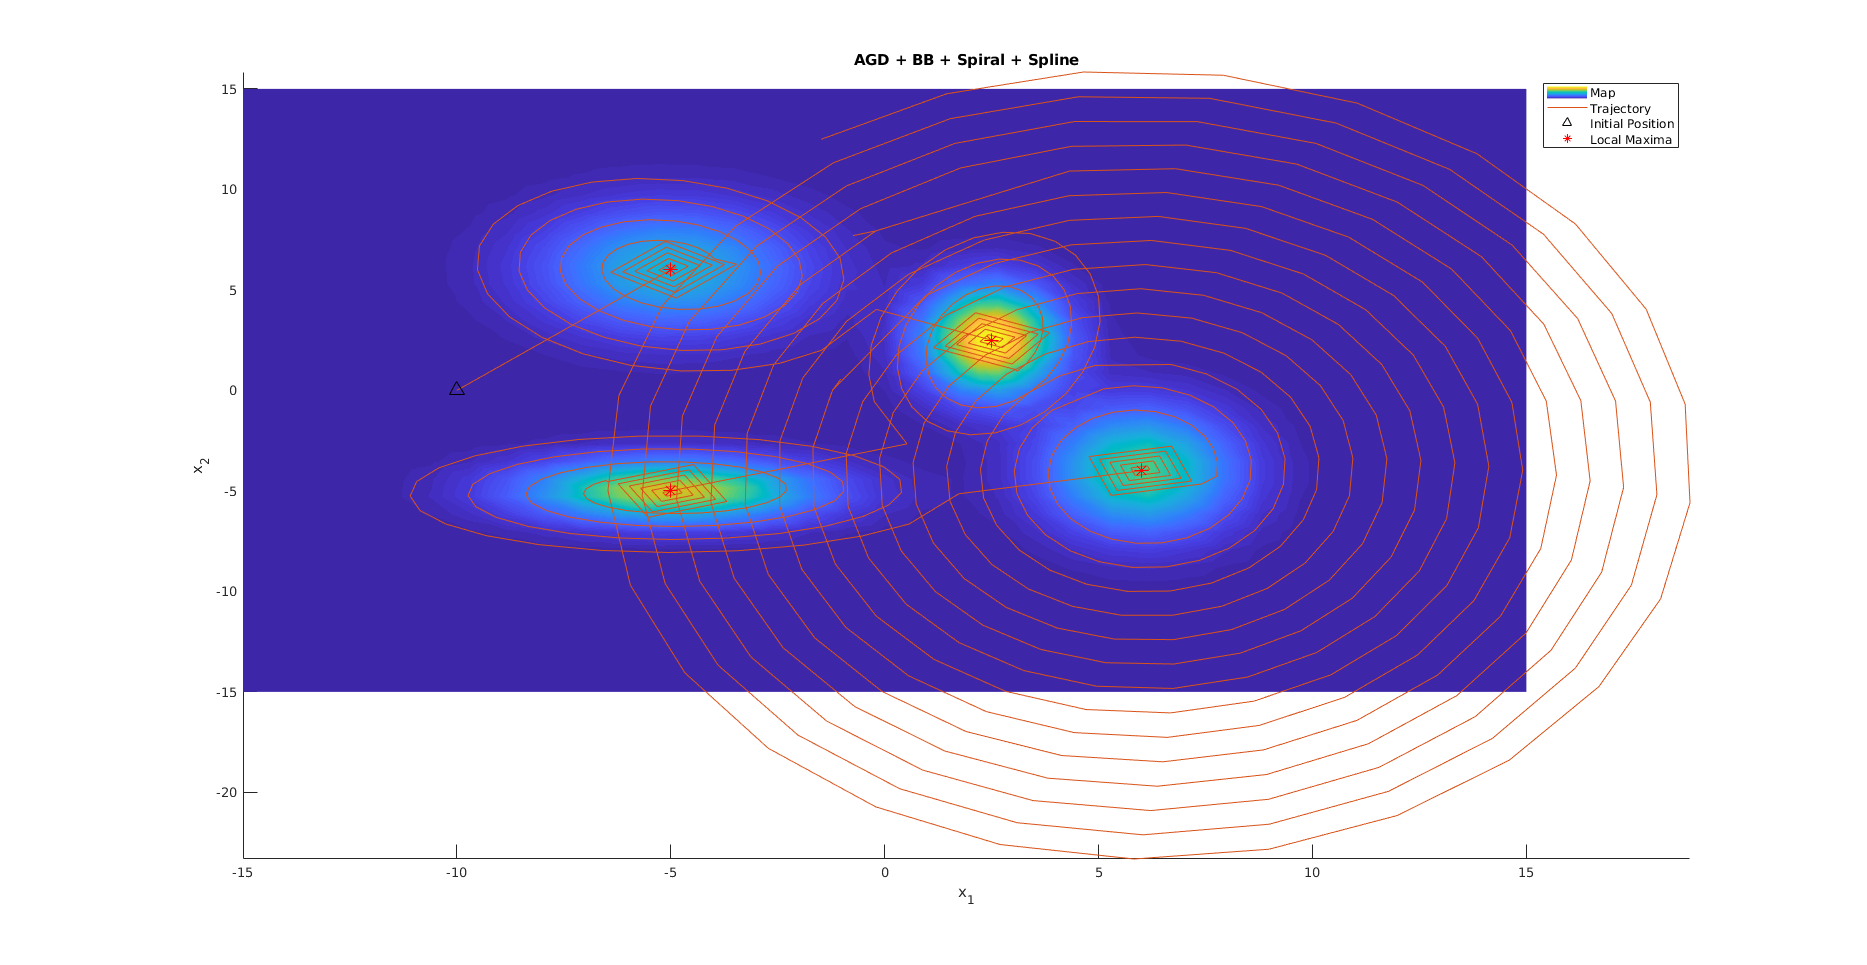 AGD + BB + Spiral + Spline
Map
Trajectory
Initial Position
Local Maxima
15
10
5
0
-5
-10
-15
-20
x2
-15
-10
-5
0
5
10
15
x1